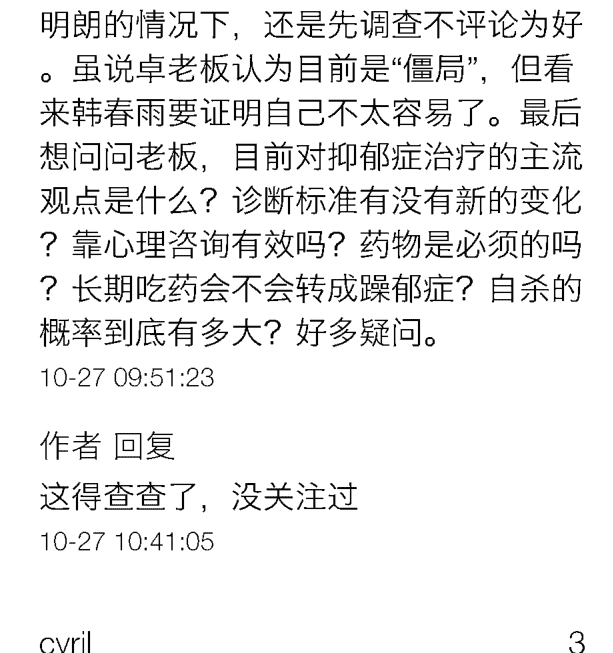 明朗的情况下，还是先调查不评论为好
。虽说卓老板认为目前是“僵局”，但看
来韩春雨要证明自己不太容易了。最后
想问问老板，目前对抑郁症治疗的主流
观点是什么？诊断标准有没有新的变化
？靠心理咨询有效吗？药物是必须的吗
？长期吃药会不会转成躁郁症？自杀的
概率到底有多大？好多疑问。
10-27 09:51:23
作者 回复
这得查查了，没关注过
10-27 10:41:05
cyril 3